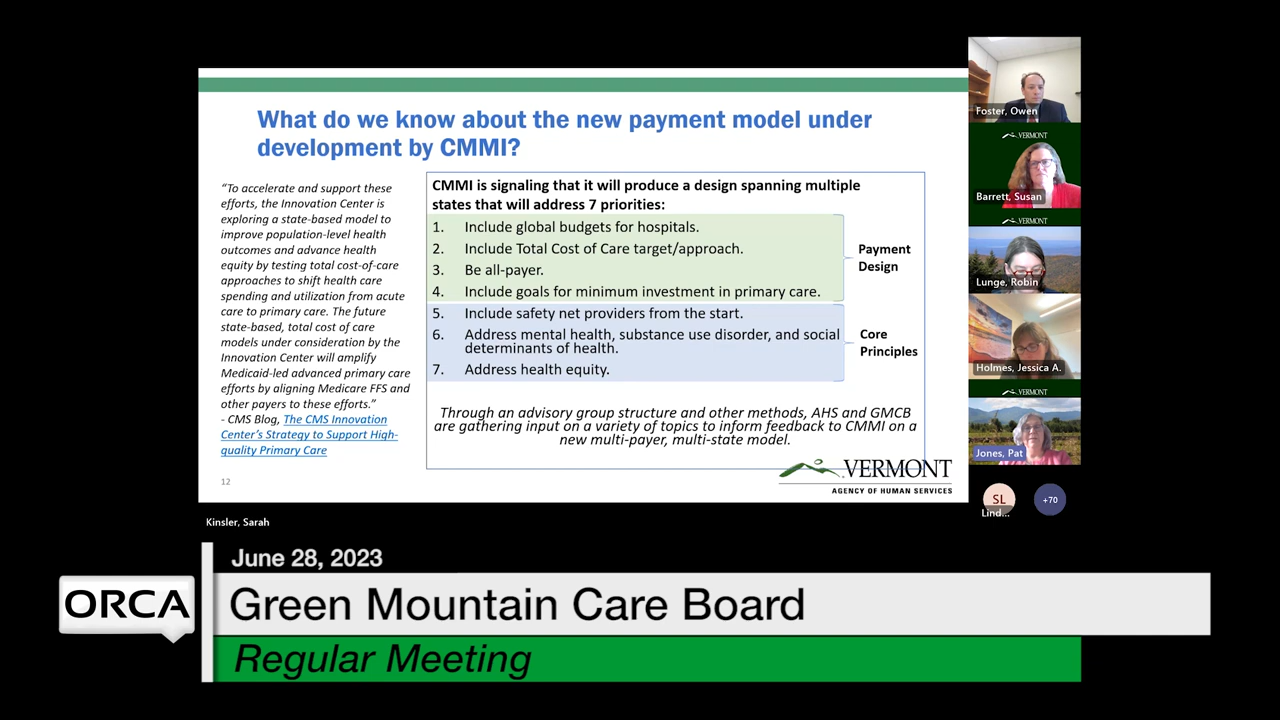 What do we know about the new payment model under
development by CMMI?
“To accelerate and support these
efforts, the Innovation Center is
exploring a state-based model to
improve population-level health
outcomes and advance health
equity by testing total cost-of-care
approaches to shift health care
spending and utilization from acute
care to primary care. The future
state-based, total cost of care
models under consideration by the
Innovation Center will amplify
Medicaid-led advanced primary care
efforts by aligning Medicare FFS and
other payers to these efforts.”
- CMS Blog, The CMS Innovation
Center’s Strategy to Support High-
quality Primary Care
CMMI is signaling that it will produce a design spanning multiple
states that will address 7 priorities:
1. Include global budgets for hospitals.
2. Include Total Cost of Care target/approach.
3. Be all-payer.
4. Include goals for minimum investment in primary care.
Payment
Design
5. Include safety net providers from the start.
6. Address mental health, substance use disorder, and social
determinants of health.
7. Address health equity.
Core
Principles
Through an advisory group structure and other methods, AHS and GMCB
are gathering input on a variety of topics to inform feedback to CMMI on a
new multi-payer, multi-state model.
12
VERMONT
AGENCY OF HUMAN SERVICES
Foster, Owen
VERMONT
Barrett, Susan
VERMONT
Lunge, Robin
Holmes, Jessica A.
VERMONT
Jones, Pat
SL
Lind...
+70
Kinsler, Sarah
June 28, 2023
ORCA
Green Mountain Care Board
Regular Meeting